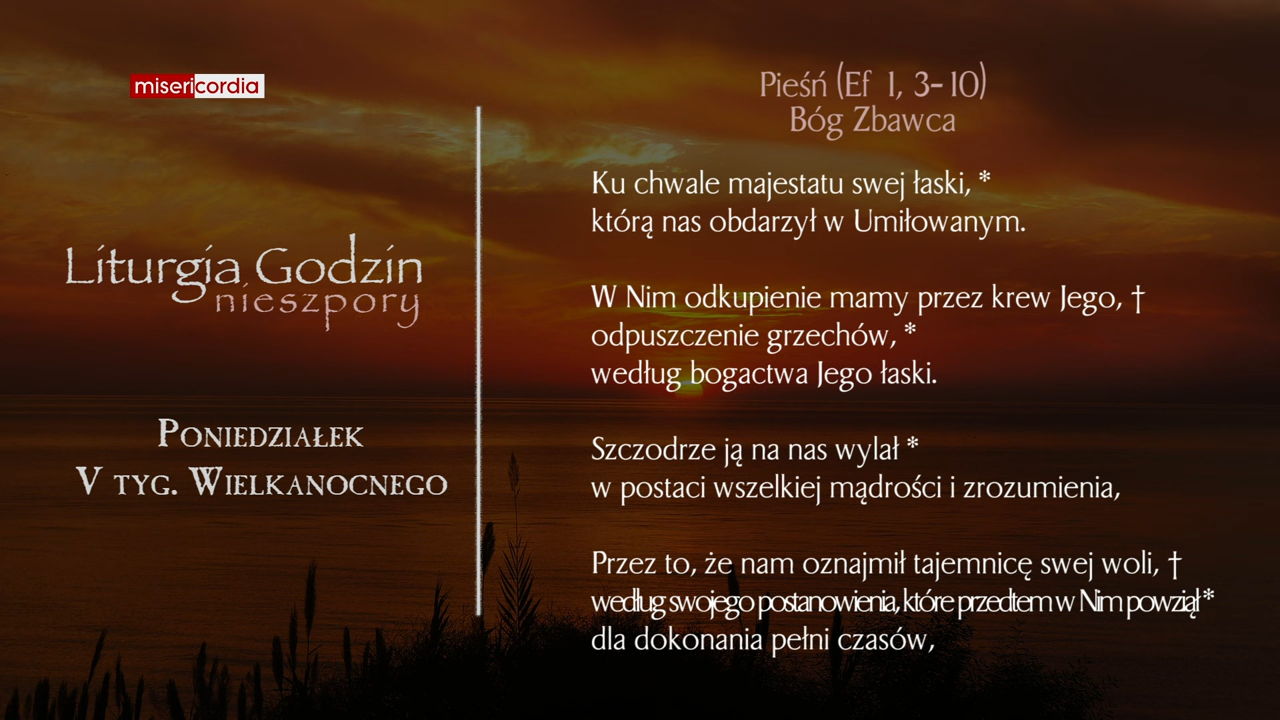 misericordia
Liturgia Godzin
nieszpory
Poniedziałek
V tyg. Wielkanocnego
Pieśń (Ef 1, 3-10)
Bóg Zbawca
Ku chwale majestatu swej łaski, *
którą nas obdarzył w Umiłowanym.
W Nim odkupienie mamy przez krew Jego, †
odpuszczenie grzechów, *
według bogactwa Jego łaski.
Szczodrze ją na nas wylał *
w postaci wszelkiej mądrości i zrozumienia,
Przez to, że nam oznajmił tajemnicę swej woli, †
według swojego postanowienia, które przedtem w Nim powziął *
dla dokonania pełni czasów,